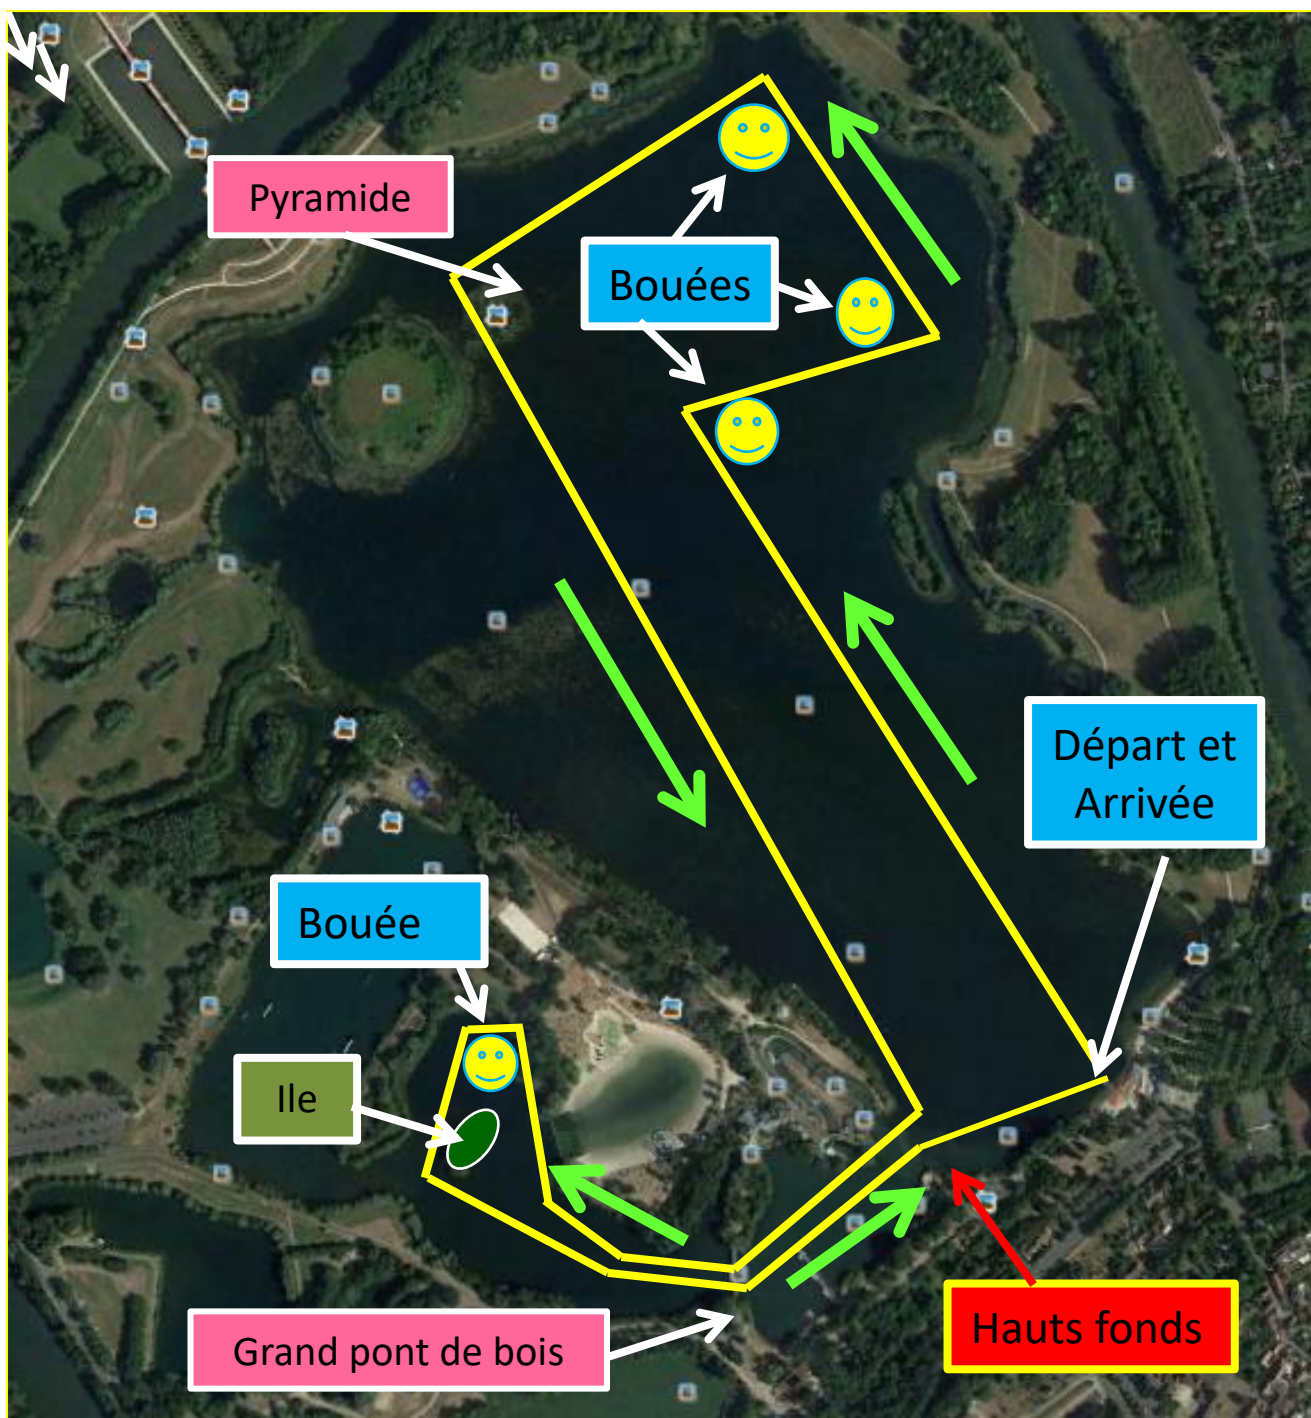 Pyramide
Bouées
Départ et
Arrivée
Bouée
Ile
Hauts fonds
Grand pont de bois